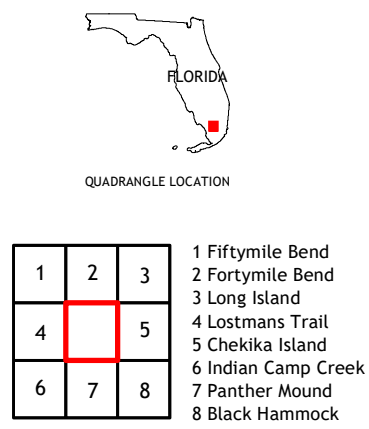 FLORIDA
QUADRANGLE LOCATION
1 2 3
4 5
6 7 8
1 Fiftymile Bend
2 Fortymile Bend
3 Long Island
4 Lostmans Trail
5 Chekika Island
6 Indian Camp Creek
7 Panther Mound
8 Black Hammock